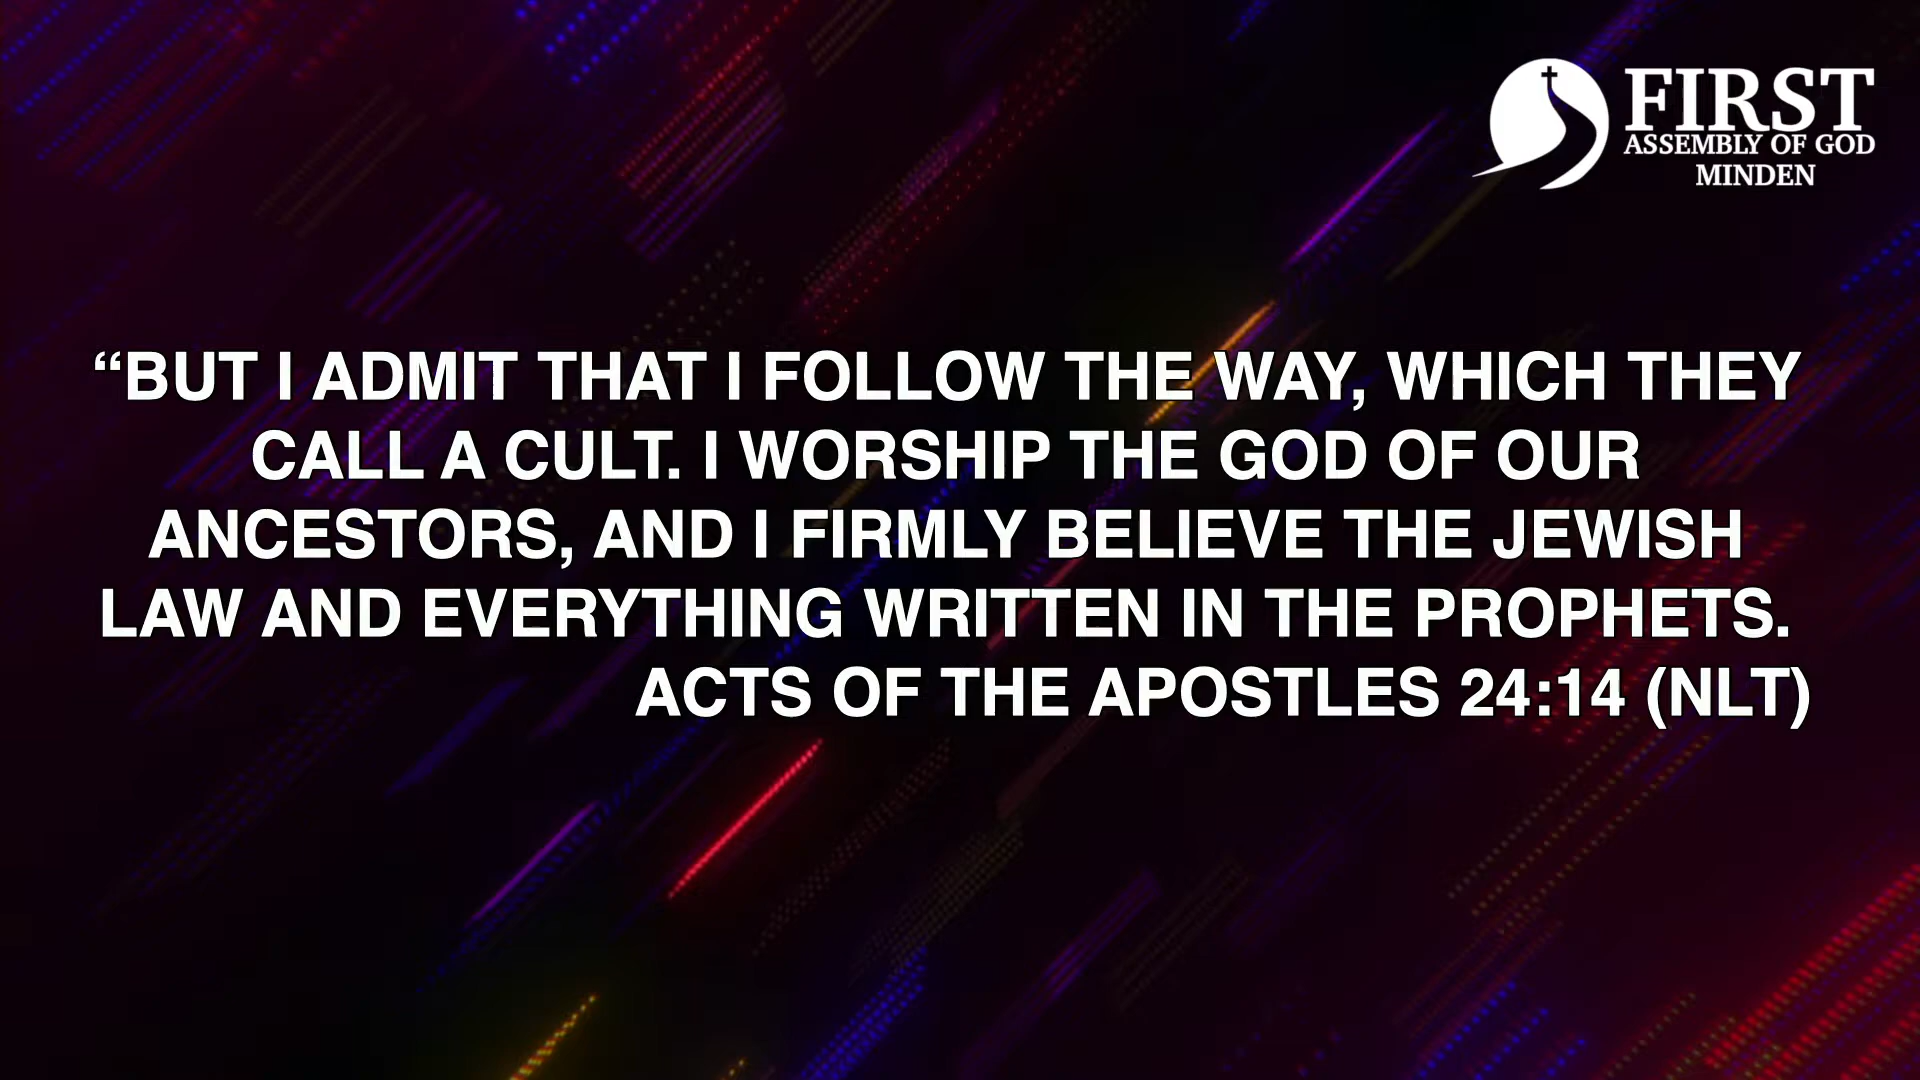 FIRST
ASSEMBLY OF GOD
MINDEN
“BUT I ADMIT THAT I FOLLOW THE WAY, WHICH THEY
CALL A CULT. I WORSHIP THE GOD OF OUR
ANCESTORS, AND I FIRMLY BELIEVE THE JEWISH
LAW AND EVERYTHING WRITTEN IN THE PROPHETS.
ACTS OF THE APOSTLES 24:14 (NLT)